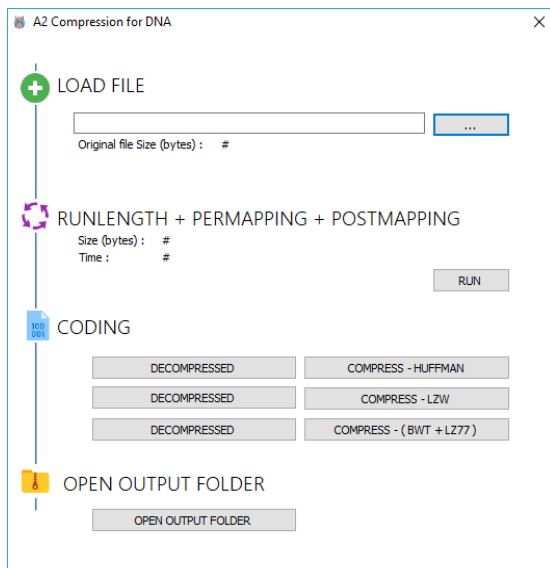 A2 Compression for DNA
LOAD FILE
...
Original file Size (bytes) : #
RUNLENGTH + PERMAPPING + POSTMAPPING
Size (bytes) : #
Time : #
RUN
100
001
CODING
DECOMPRESSED COMPRESS - HUFFMAN
DECOMPRESSED COMPRESS - LZW
DECOMPRESSED COMPRESS - ( BWT + LZ77 )
OPEN OUTPUT FOLDER
OPEN OUTPUT FOLDER